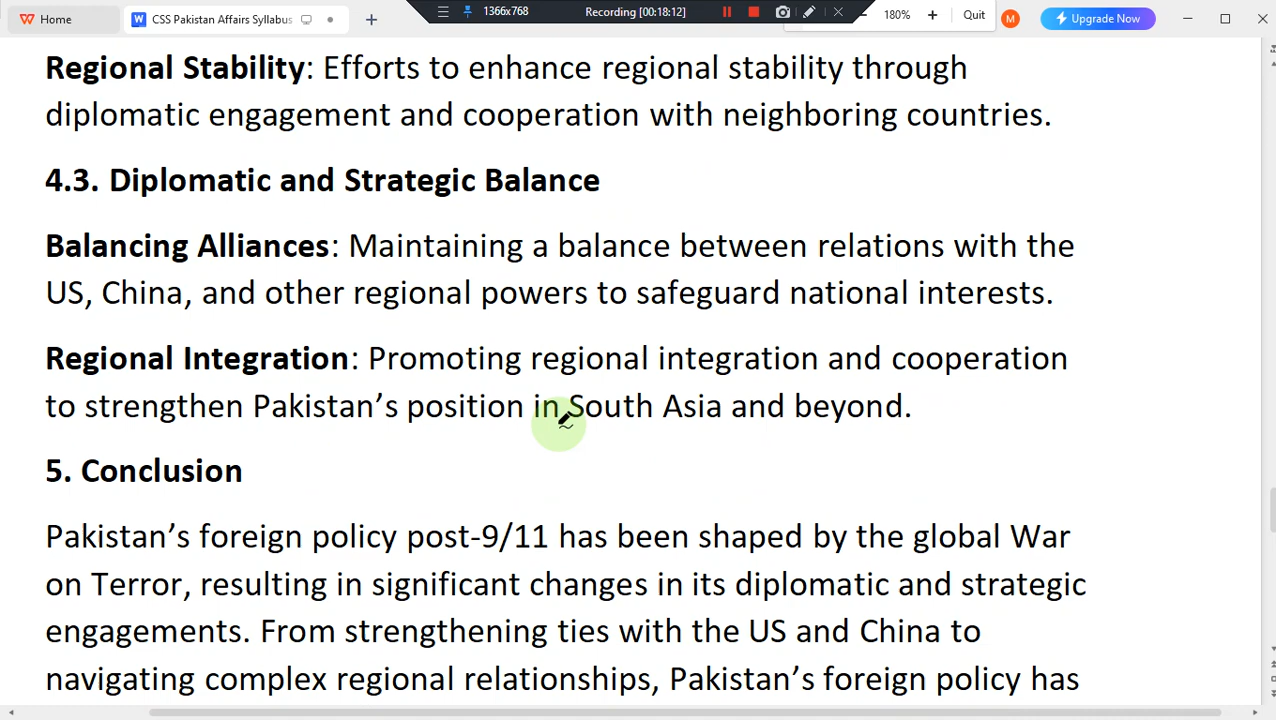 Home
CSS Pakistan Affairs Syllabus
1366x768
Recording [00:18:12]
180%
Quit
M
Upgrade Now
Regional Stability: Efforts to enhance regional stability through
diplomatic engagement and cooperation with neighboring countries.
4.3. Diplomatic and Strategic Balance
Balancing Alliances: Maintaining a balance between relations with the
US, China, and other regional powers to safeguard national interests.
Regional Integration: Promoting regional integration and cooperation
to strengthen Pakistan’s position in South Asia and beyond.
5. Conclusion
Pakistan’s foreign policy post-9/11 has been shaped by the global War
on Terror, resulting in significant changes in its diplomatic and strategic
engagements. From strengthening ties with the US and China to
navigating complex regional relationships, Pakistan’s foreign policy has